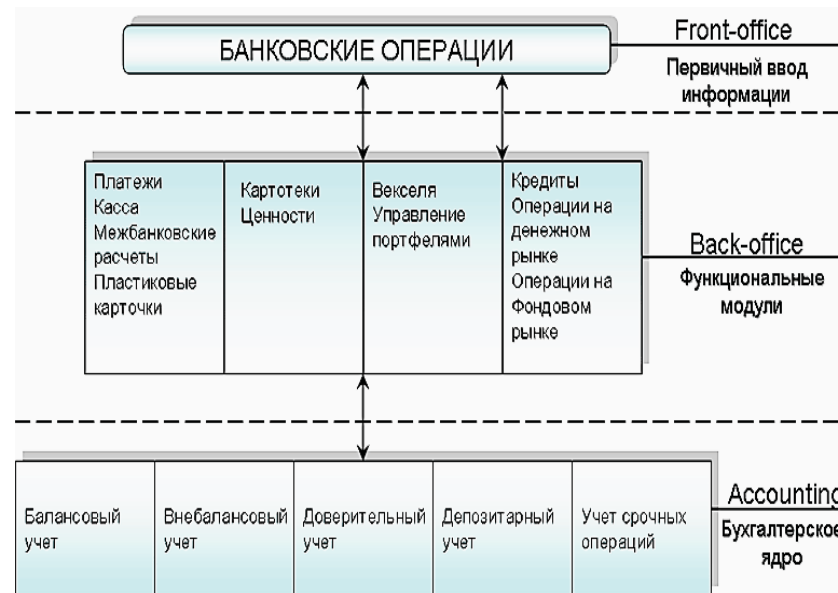 БАНКОВСКИЕ ОПЕРАЦИИ
Front-office
Первичный ввод
информации
Платежи
Касса
Межбанковские
расчеты
Пластиковые
карточки
Картотеки
Ценности
Векселя
Управление
портфелями
Кредиты
Операции на
денежном
рынке
Операции на
Фондовом
рынке
Back-office
Функциональные
модули
Балансовый
учет
Внебалансовый
учет
Доверительный
учет
Депозитарный
учет
Учет срочных
операций
Accounting
Бухгалтерское
ядро